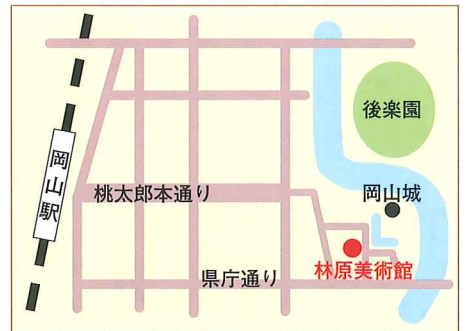 後楽園
岡山駅
桃太郎本通り
岡山城
林原美術館
県庁通り